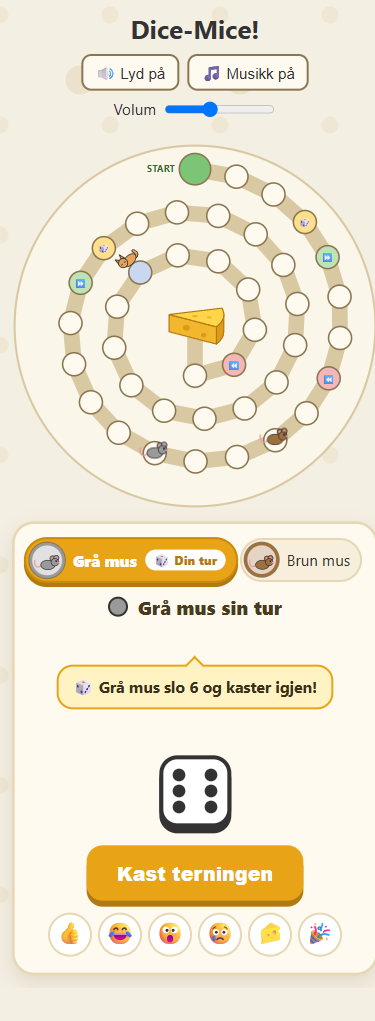 Dice-Mice!
Lyd på
Musikk på
Volum
START
Grå mus
Din tur
Brun mus
Grå mus sin tur
Grå mus slo 6 og kaster igjen!
Kast terningen